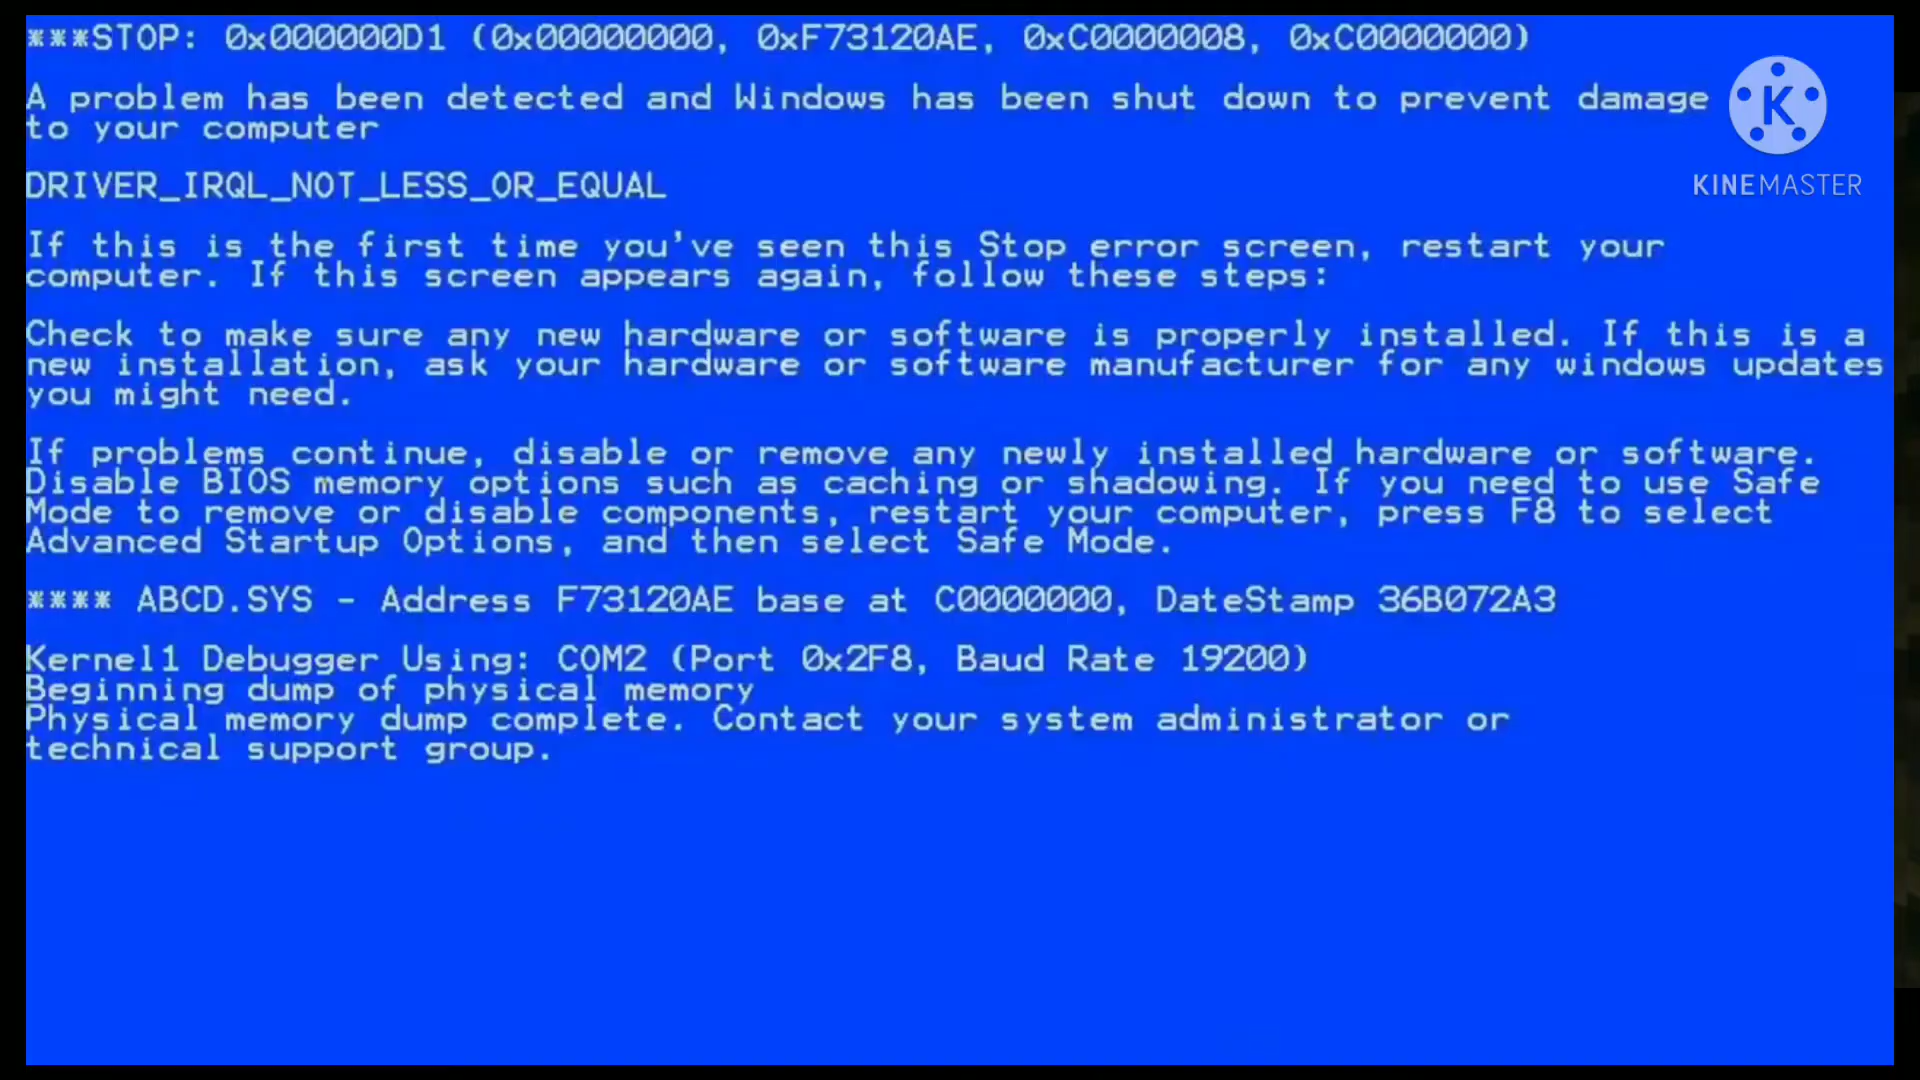 ***STOP: 0x000000D1 (0x00000000, 0xF73120AE, 0xC0000008, 0xC0000000)
A problem has been detected and Windows has been shut down to prevent damage
to your computer
K
KINEMASTER
DRIVER_IRQL_NOT_LESS_OR_EQUAL
If this is the first time you've seen this Stop error screen, restart your
computer. If this screen appears again, follow these steps:
Check to make sure any new hardware or software is properly installed. If this is a
new installation, ask your hardware or software manufacturer for any windows updates
you might need.
If problems continue, disable or remove any newly installed hardware or software.
Disable BIOS memory options such as caching or shadowing. If you need to use Safe
Mode to remove or disable components, restart your computer, press F8 to select
Advanced Startup Options, and then select Safe Mode.
**** ABCD.SYS - Address F73120AE base at C0000000, DateStamp 36B072A3
Kernel1 Debugger Using: COM2 (Port 0x2F8, Baud Rate 19200)
Beginning dump of physical memory
Physical memory dump complete. Contact your system administrator or
technical support group.